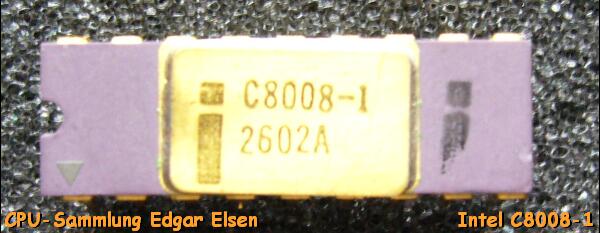 C8008-1
2602A
CPU-Sammlung Edgar Elsen
Intel C8008-1